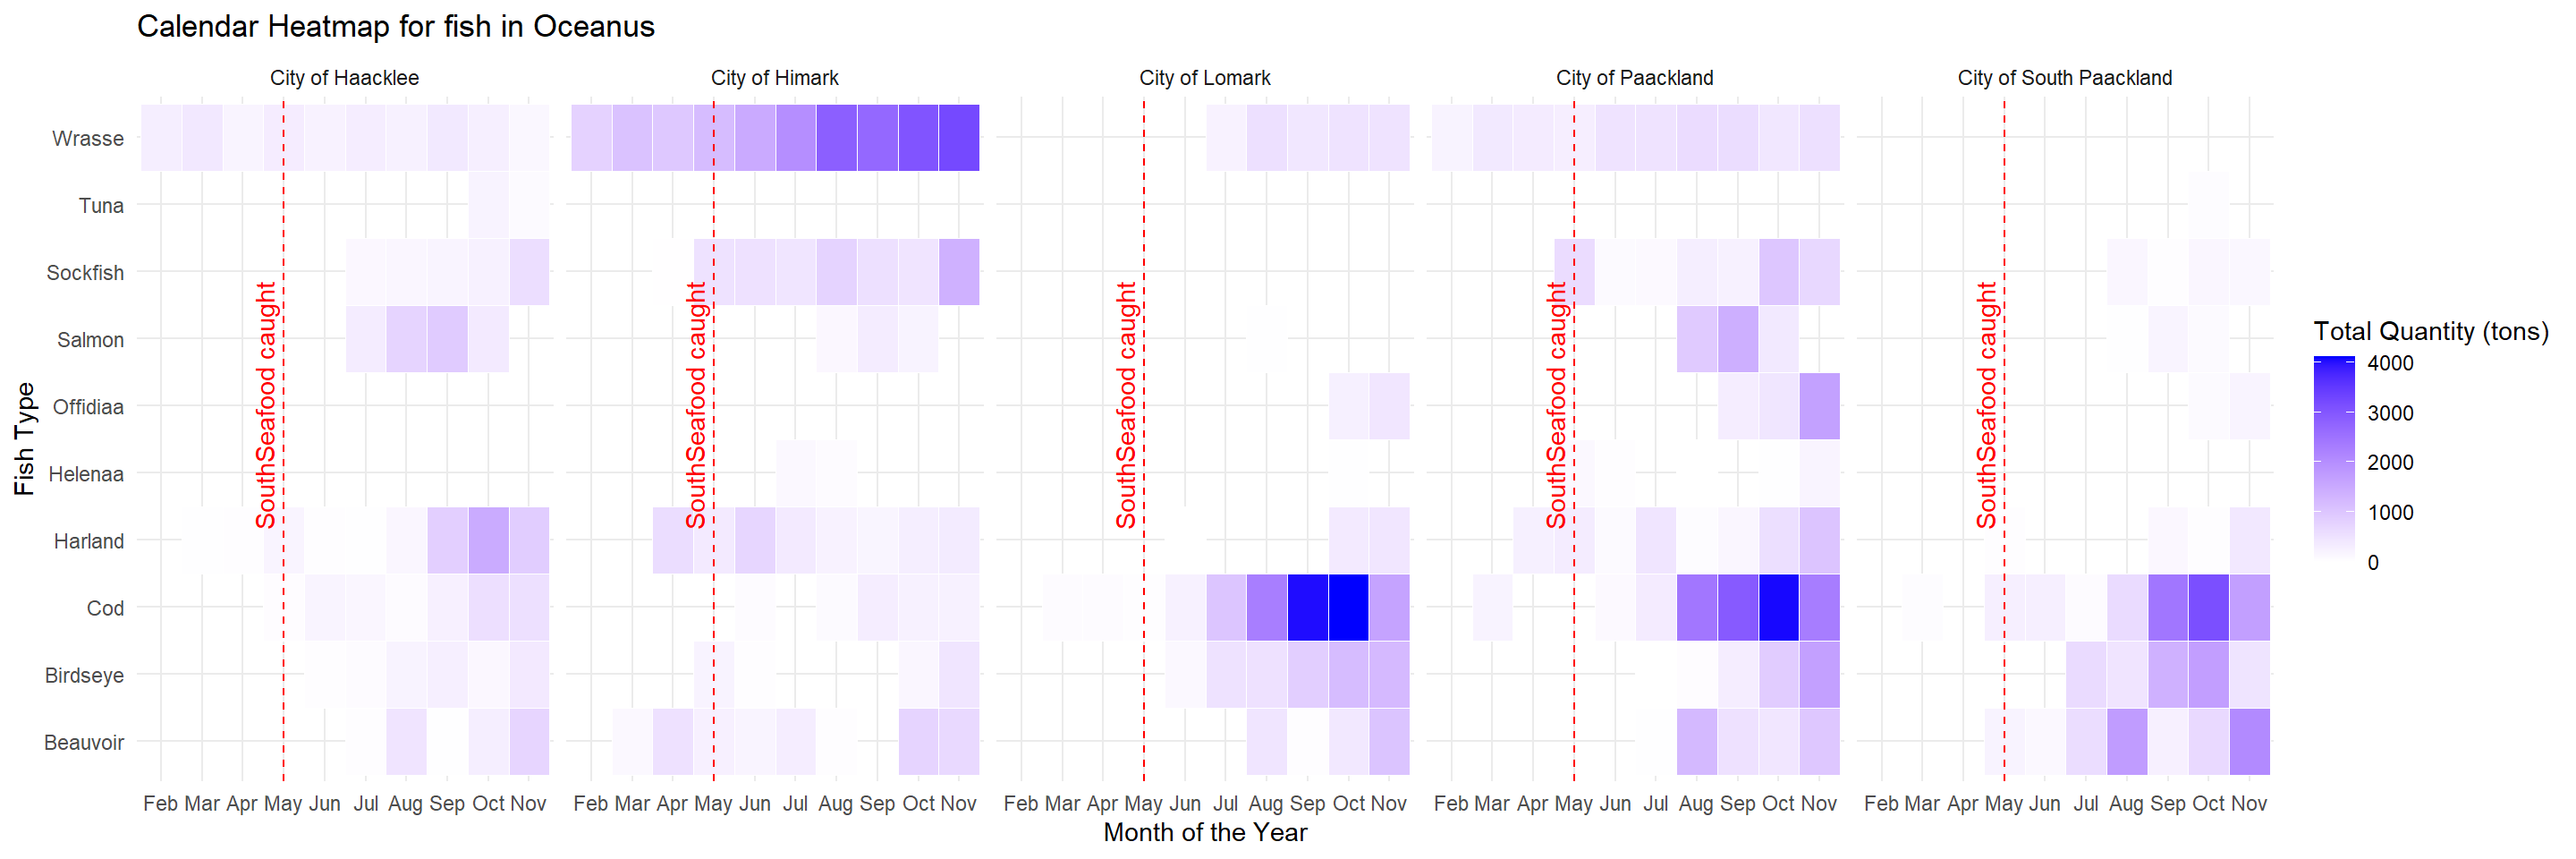 Calendar Heatmap for fish in Oceanus
City of Haacklee
City of Himark
City of Lomark
City of Paackland
City of South Paackland
Fish Type
Wrasse
Tuna
Sockfish
Salmon
Offidiaa
Helenaa
Harland
Cod
Birdseye
Beauvoir
SouthSeafood caught
SouthSeafood caught
SouthSeafood caught
SouthSeafood caught
SouthSeafood caught
Feb Mar Apr May Jun Jul Aug Sep Oct Nov
Feb Mar Apr May Jun Jul Aug Sep Oct Nov
Feb Mar Apr May Jun Jul Aug Sep Oct Nov
Feb Mar Apr May Jun Jul Aug Sep Oct Nov
Feb Mar Apr May Jun Jul Aug Sep Oct Nov
Month of the Year
Total Quantity (tons)
4000
3000
2000
1000
0